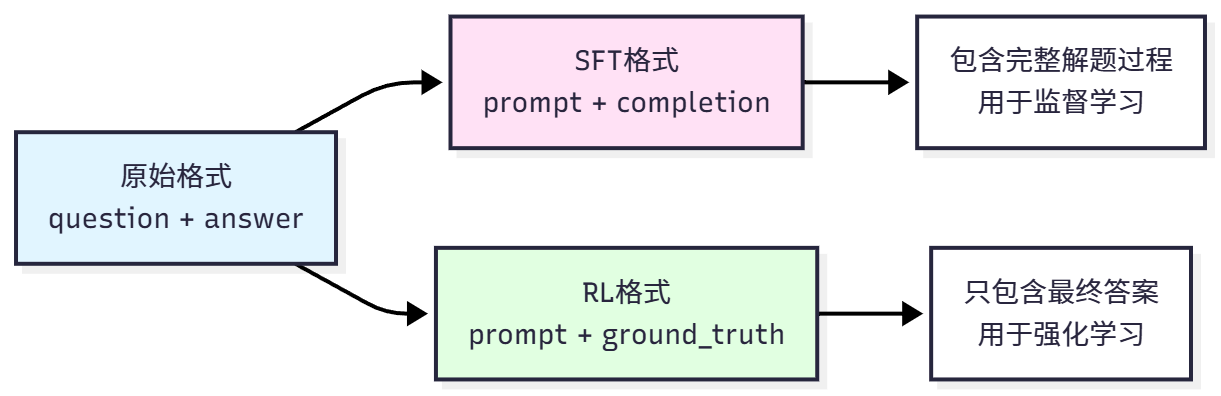 原始格式
question + answer
SFT格式
prompt + completion
包含完整解题过程
用于监督学习
RL格式
prompt + ground_truth
只包含最终答案
用于强化学习